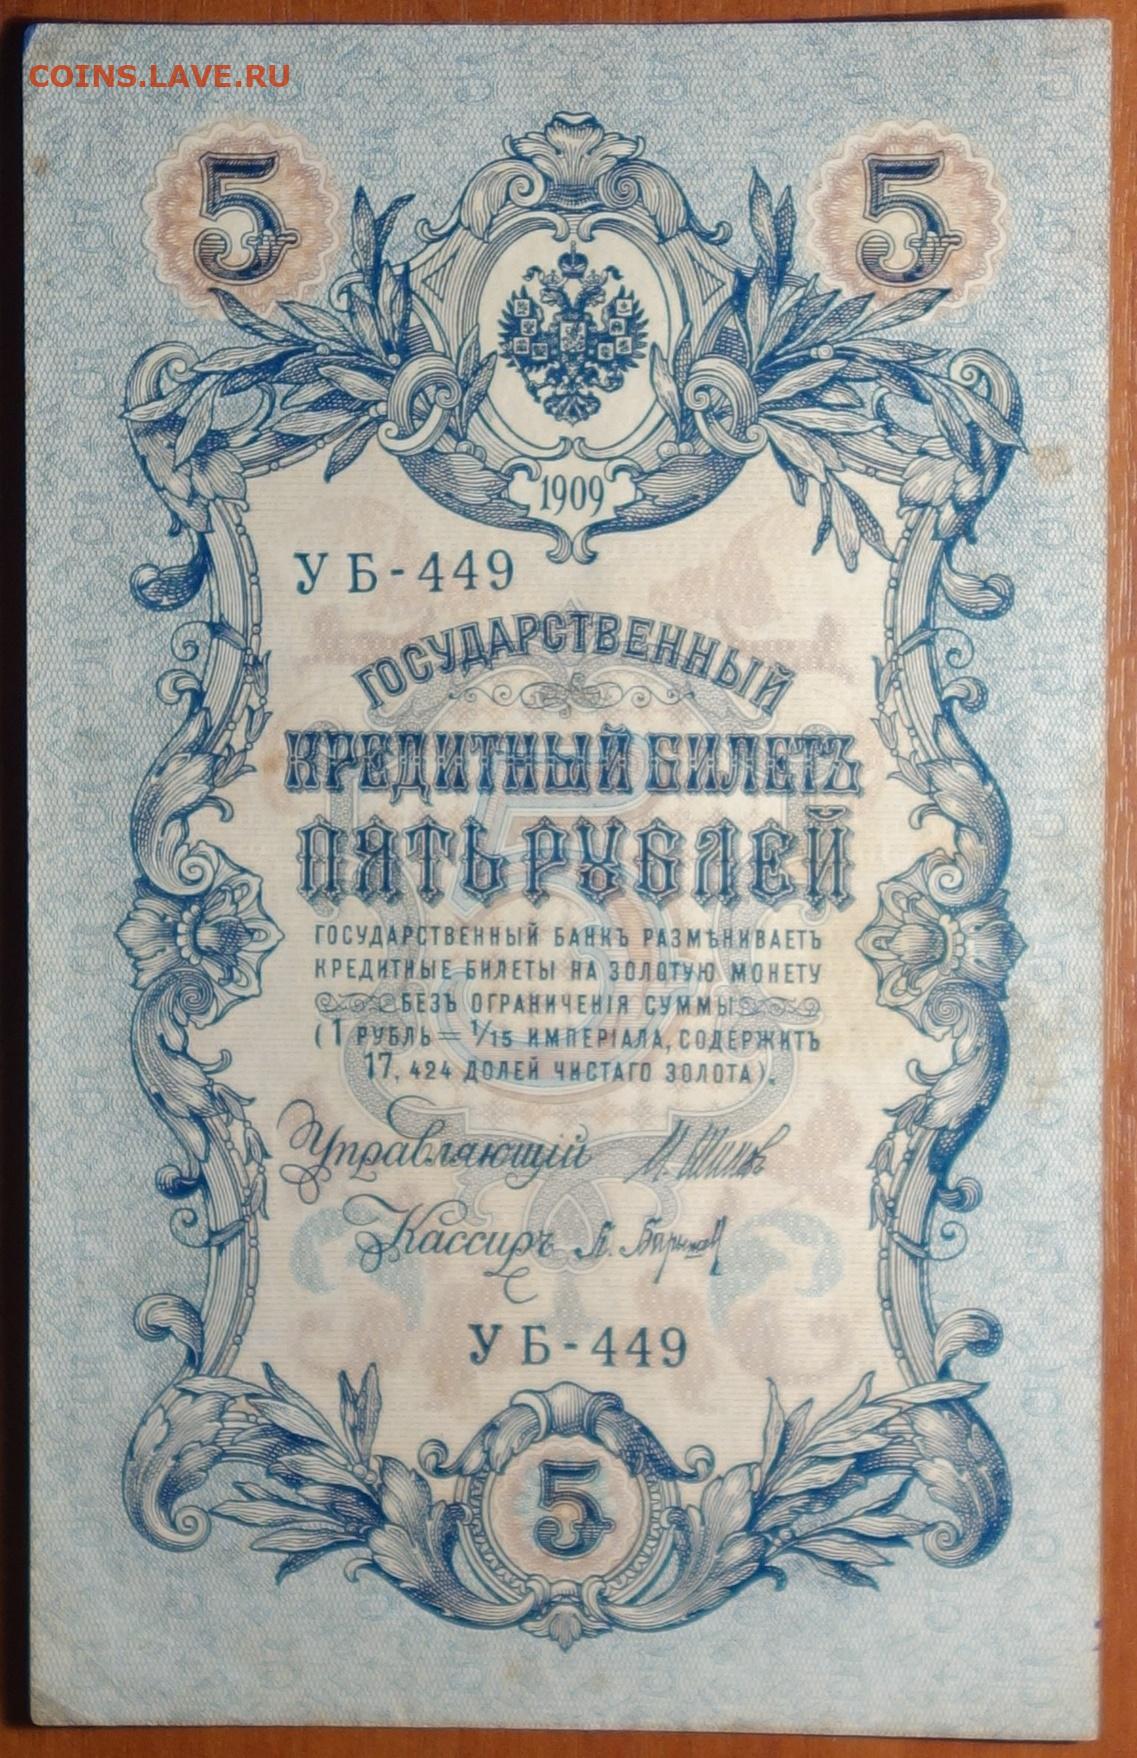 COINS.LAVE.RU
5 5
1909
УБ-449
ГОСУДАРСТВЕННЫЙ
КРЕДИТНЫЙ БИЛЕТЪ
ПЯТЬ РУБЛЕЙ
ГОСУДАРСТВЕННЫЙ БАНКЪ РАЗМѢНИВАЕТЪ
КРЕДИТНЫЕ БИЛЕТЫ НА ЗОЛОТУЮ МОНЕТУ
БЕЗЪ ОГРАНИЧЕНІЯ СУММЫ
(1 РУБЛЬ = 1/15 ИМПЕРІАЛА, СОДЕРЖИТЪ
17,424 ДОЛЕЙ ЧИСТАГО ЗОЛОТА).
Управляющій И. Шиповъ
Кассиръ
УБ-449
5